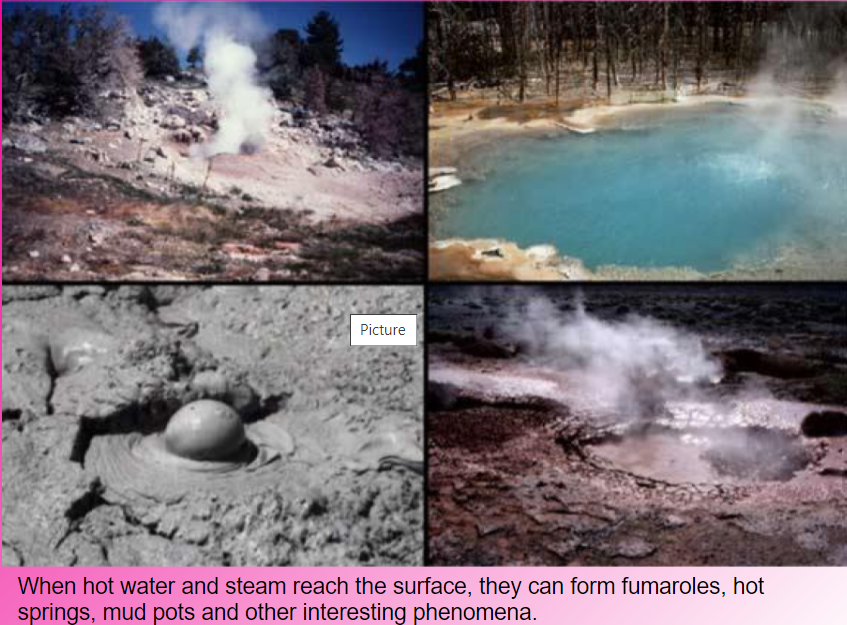 Picture
When hot water and steam reach the surface, they can form fumaroles, hot
springs, mud pots and other interesting phenomena.